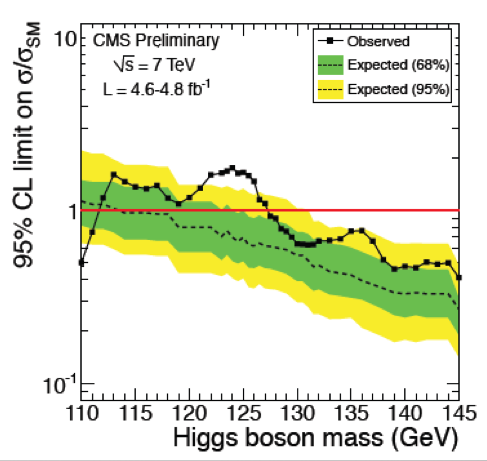 CMS Preliminary
√s = 7 TeV
L = 4.6-4.8 fb⁻¹
Observed
Expected (68%)
Expected (95%)
95% CL limit on σ/σSM
10
1
10⁻¹
110 115 120 125 130 135 140 145
Higgs boson mass (GeV)